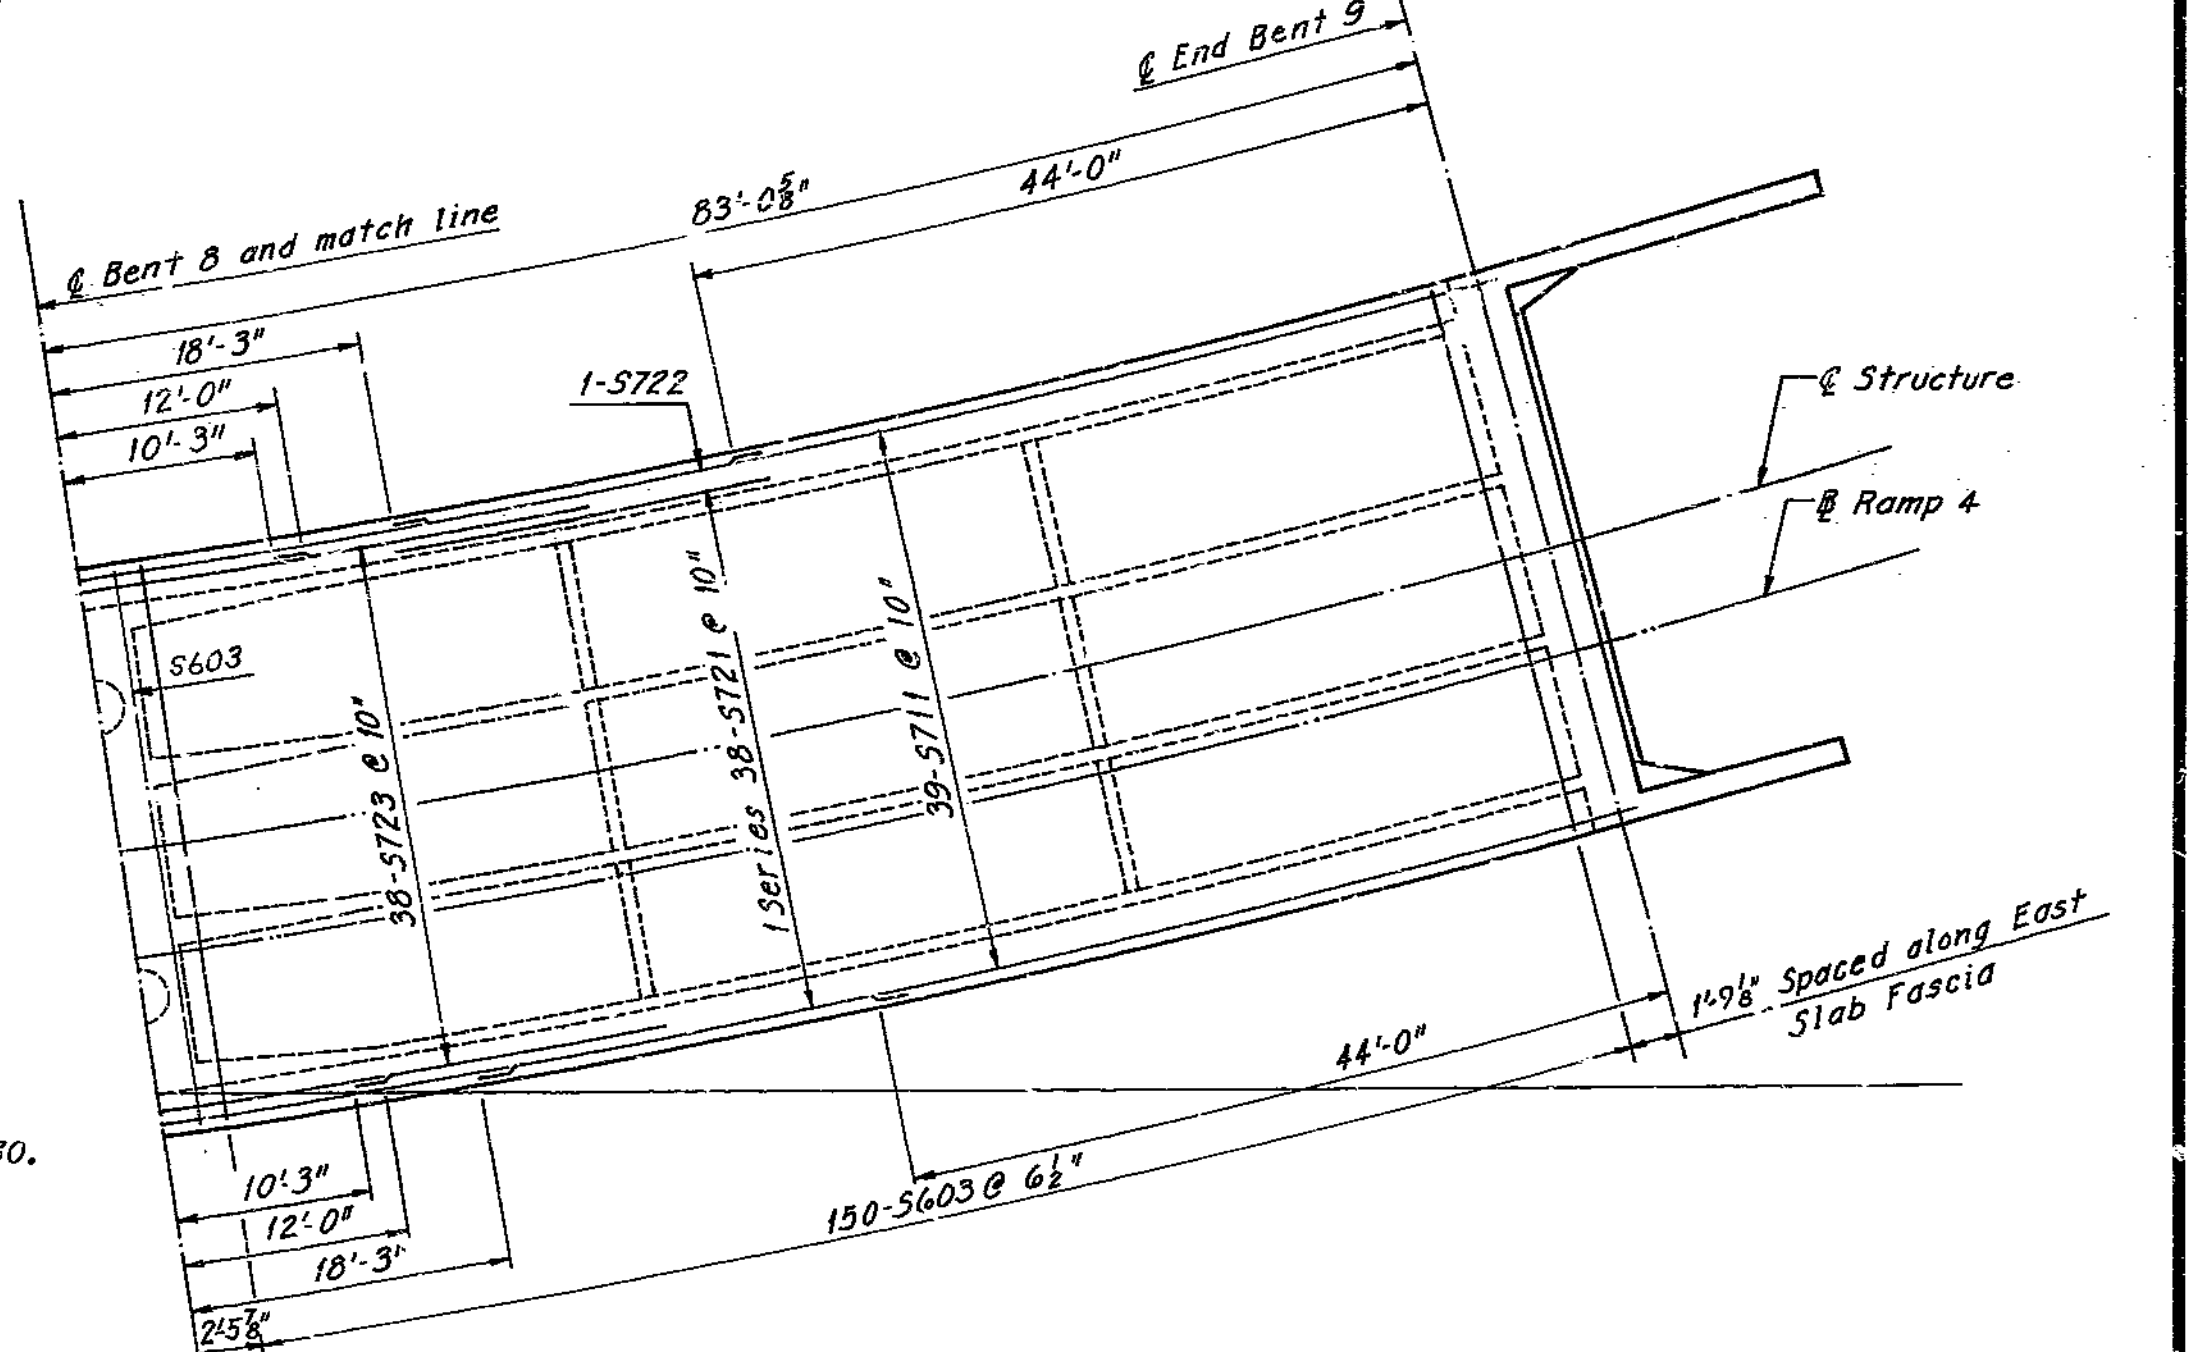 ℄ End Bent 9
44'-0"
83'-0⅝"
℄ Bent 8 and match line
18'-3"
12'-0"
10'-3"
1-S722
℄ Structure
Ramp 4
S603
38-S723 @ 10"
1 Series 38-S721 @ 10"
39-S711 @ 10"
1'-9⅛" Spaced along East
Slab Fascia
44'-0"
150-S603 @ 6½"
10'-3"
12'-0"
18'-3"
2'-5⅞"